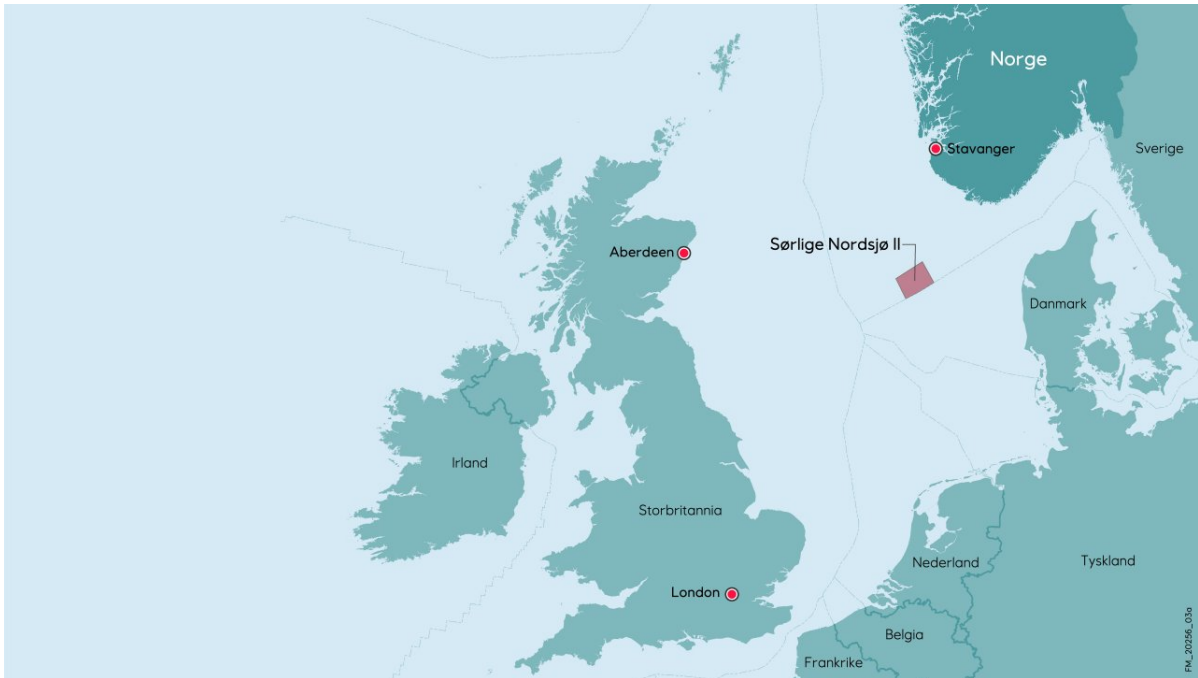 Norge
Stavanger
Sverige
Aberdeen
Sørlige Nordsjø II
Danmark
Irland
Storbritannia
Nederland
Tyskland
London
Belgia
Frankrike
FM_20256_03a